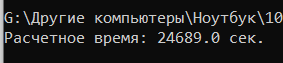 G:\Другие компьютеры\Ноутбук\10
Расчетное время: 24689.0 сек.